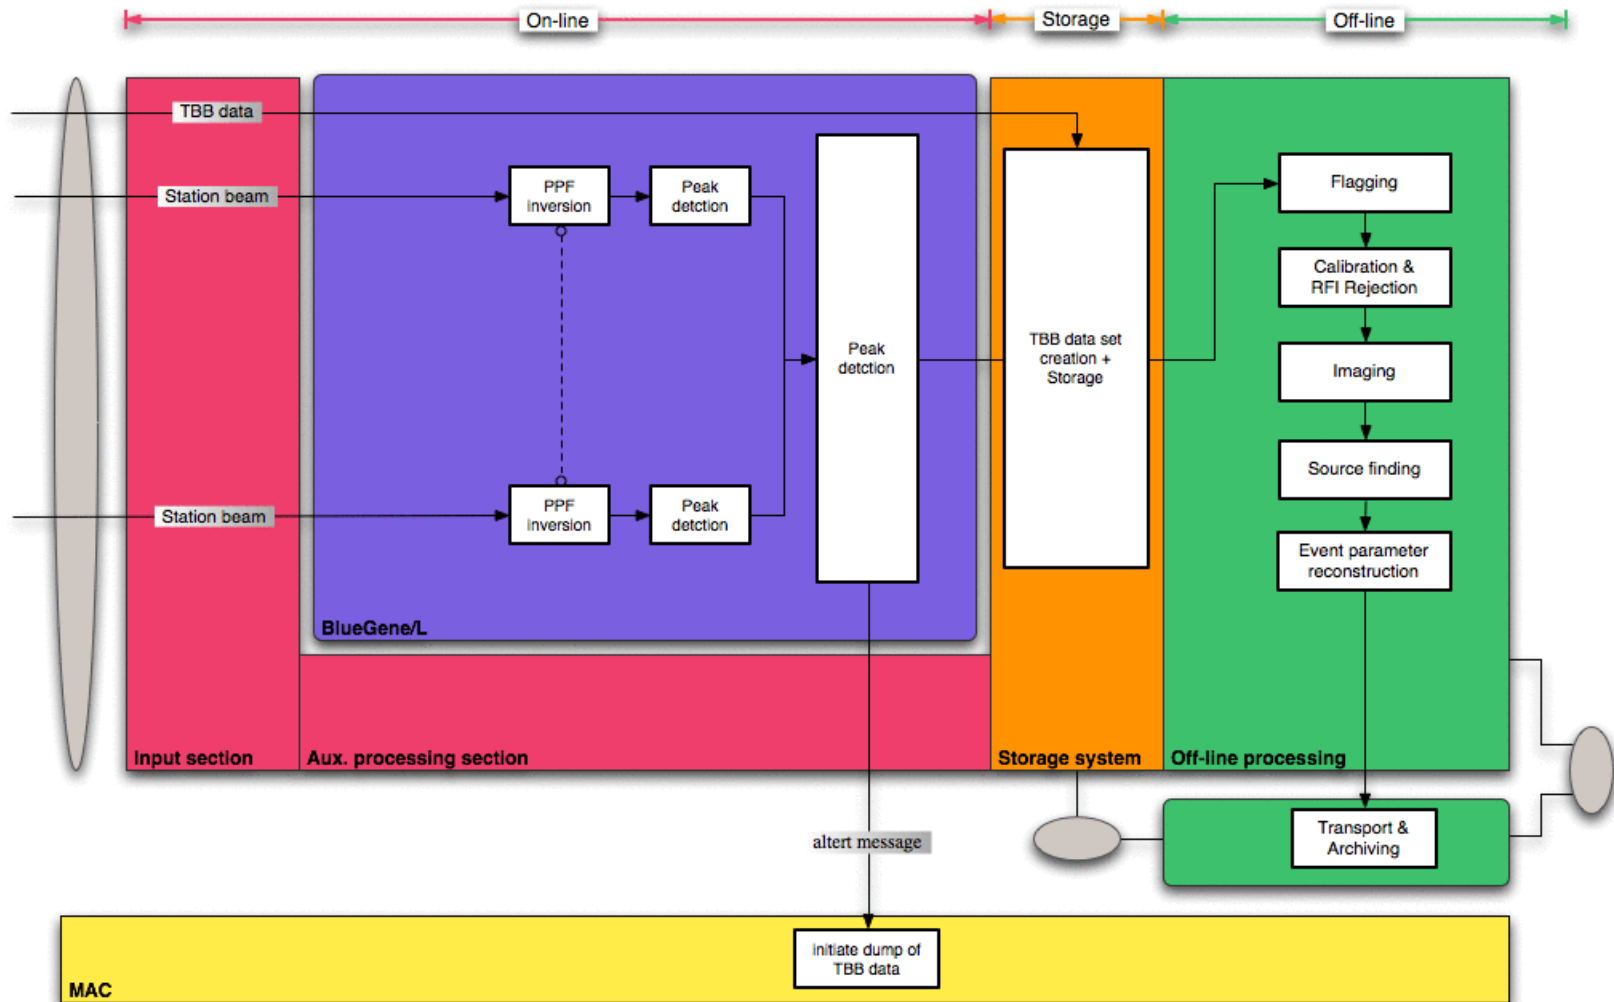 On-line
Storage
Off-line
TBB data
Station beam
PPF
inversion
Peak
detction
Station beam
PPF
inversion
Peak
detction
Peak
detction
BlueGene/L
Input section
Aux. processing section
TBB data set
creation +
Storage
Storage system
Flagging
Calibration &
RFI Rejection
Imaging
Source finding
Event parameter
reconstruction
Off-line processing
Transport &
Archiving
altert message
initiate dump of
TBB data
MAC